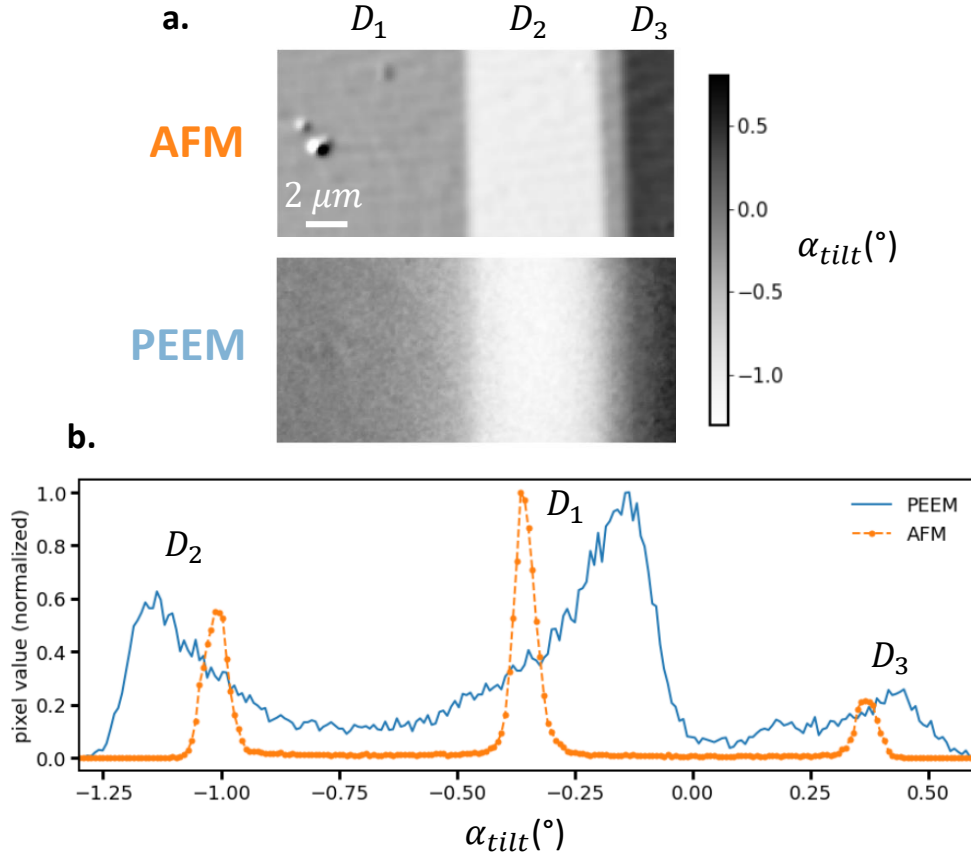 a.
D₁ D₂ D₃
AFM
2 μm
PEEM
0.5
0.0
−0.5
−1.0
α_tilt(°)
b.
pixel value (normalized)
1.0
0.8
0.6
0.4
0.2
0.0
D₂
D₁
D₃
PEEM
AFM
−1.25 −1.00 −0.75 −0.50 −0.25 0.00 0.25 0.50
α_tilt(°)